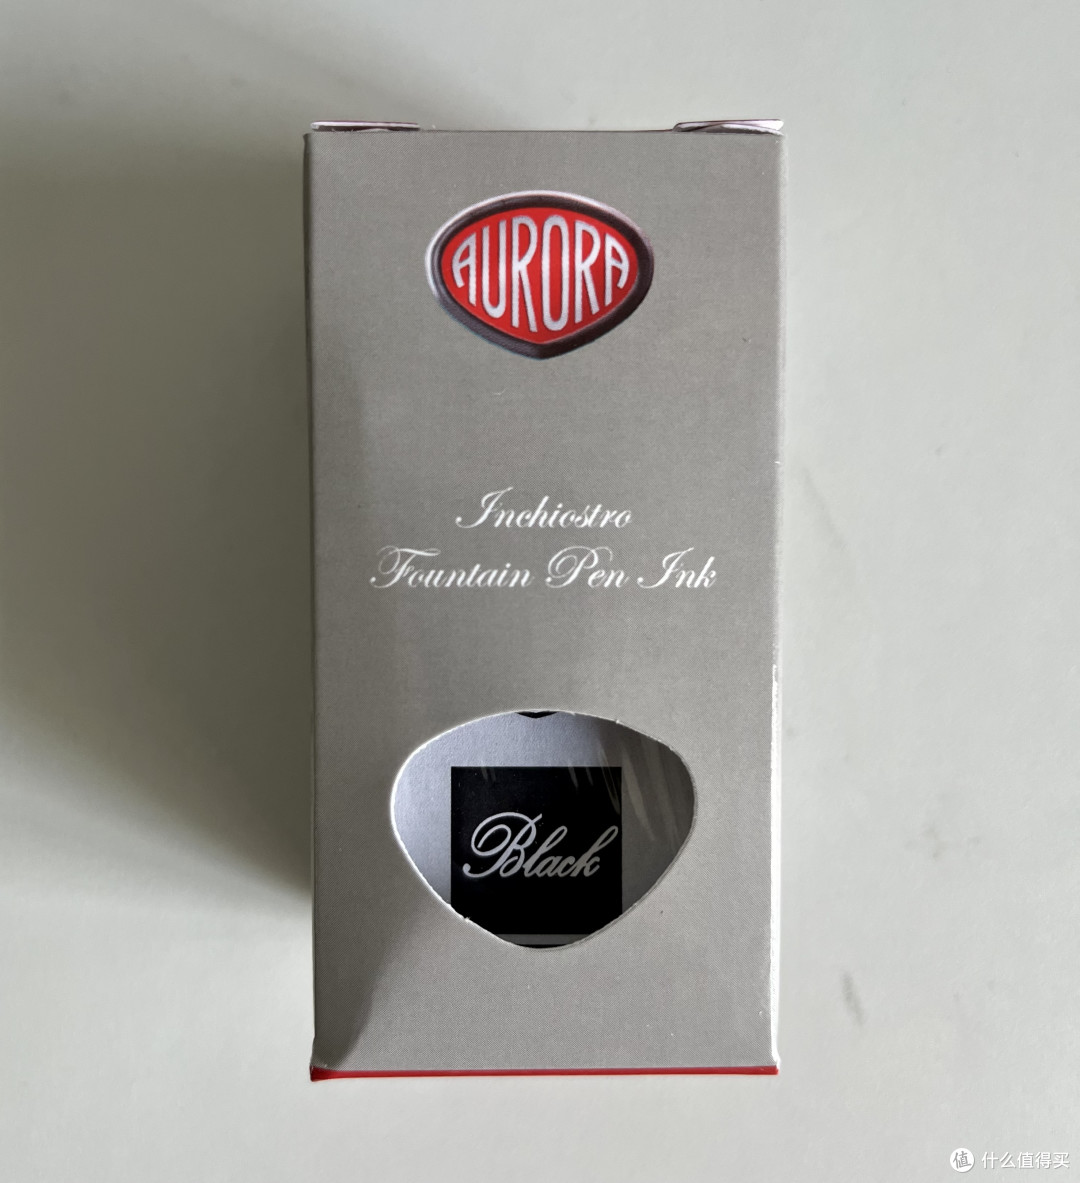 AURORA
Inchiostro
Fountain Pen Ink
Black
值 什么值得买